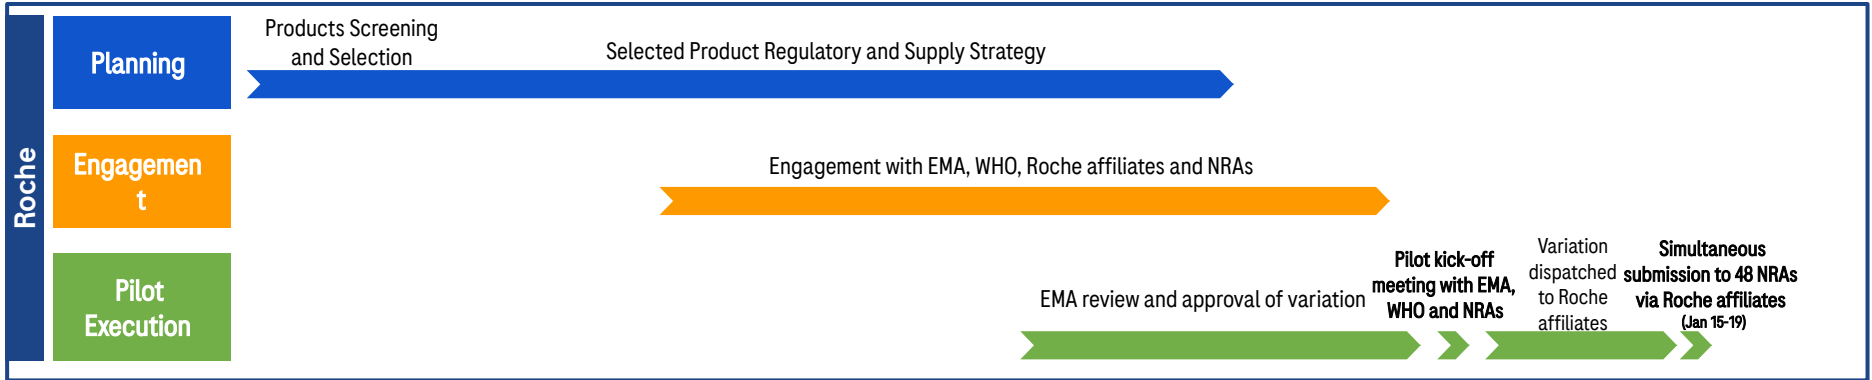 Roche
Planning
Products Screening
and Selection
Selected Product Regulatory and Supply Strategy
Engagemen
t
Engagement with EMA, WHO, Roche affiliates and NRAs
Pilot
Execution
EMA review and approval of variation
Pilot kick-off
meeting with EMA,
WHO and NRAs
Variation
dispatched
to Roche
affiliates
Simultaneous
submission to 48 NRAs
via Roche affiliates
(Jan 15-19)